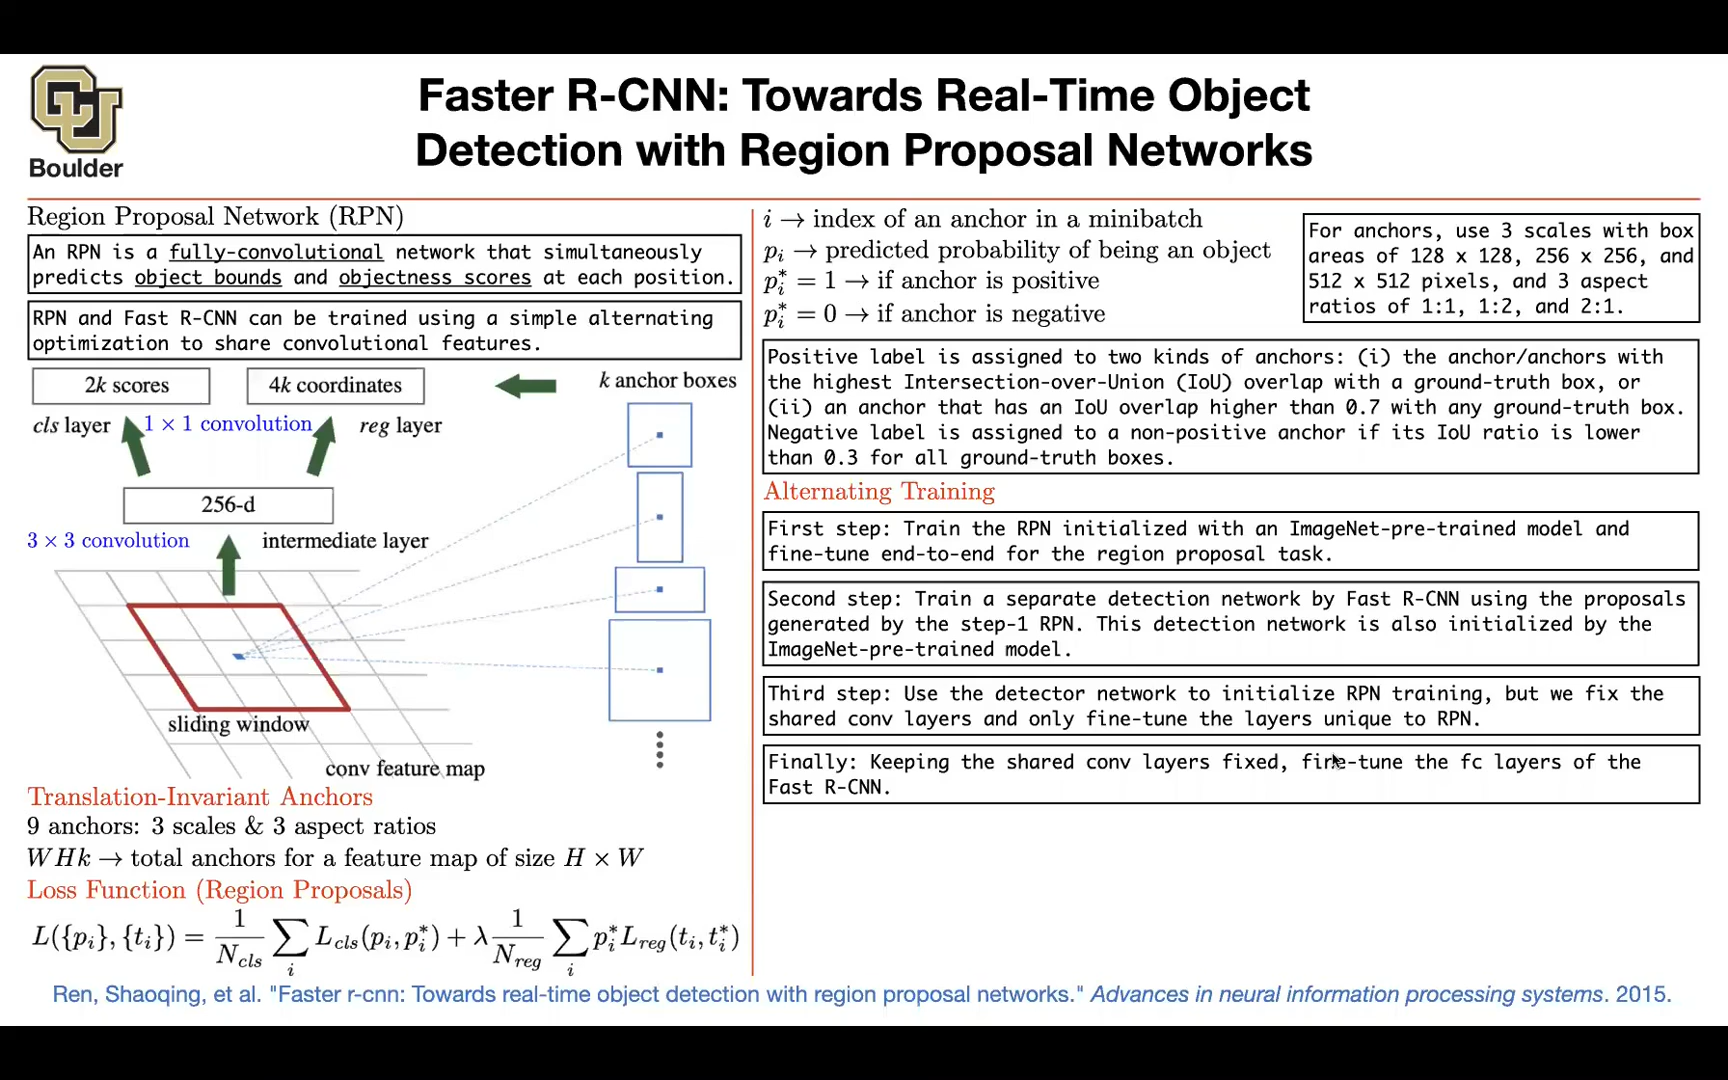 Boulder
Faster R-CNN: Towards Real-Time Object
Detection with Region Proposal Networks
Region Proposal Network (RPN)
An RPN is a fully-convolutional network that simultaneously
predicts object bounds and objectness scores at each position.
RPN and Fast R-CNN can be trained using a simple alternating
optimization to share convolutional features.
2k scores
4k coordinates
k anchor boxes
cls layer
1 × 1 convolution
reg layer
256-d
3 × 3 convolution
intermediate layer
sliding window
conv feature map
Translation-Invariant Anchors
9 anchors: 3 scales & 3 aspect ratios
WHk → total anchors for a feature map of size H × W
Loss Function (Region Proposals)
L({p_i}, {t_i}) = \frac{1}{N_{cls}} \sum_i L_{cls}(p_i, p_i^*) + λ \frac{1}{N_{reg}} \sum_i p_i^* L_{reg}(t_i, t_i^*)
i → index of an anchor in a minibatch
p_i → predicted probability of being an object
p_i^* = 1 → if anchor is positive
p_i^* = 0 → if anchor is negative
For anchors, use 3 scales with box
areas of 128 x 128, 256 x 256, and
512 x 512 pixels, and 3 aspect
ratios of 1:1, 1:2, and 2:1.
Positive label is assigned to two kinds of anchors: (i) the anchor/anchors with
the highest Intersection-over-Union (IoU) overlap with a ground-truth box, or
(ii) an anchor that has an IoU overlap higher than 0.7 with any ground-truth box.
Negative label is assigned to a non-positive anchor if its IoU ratio is lower
than 0.3 for all ground-truth boxes.
Alternating Training
First step: Train the RPN initialized with an ImageNet-pre-trained model and
fine-tune end-to-end for the region proposal task.
Second step: Train a separate detection network by Fast R-CNN using the proposals
generated by the step-1 RPN. This detection network is also initialized by the
ImageNet-pre-trained model.
Third step: Use the detector network to initialize RPN training, but we fix the
shared conv layers and only fine-tune the layers unique to RPN.
Finally: Keeping the shared conv layers fixed, fine-tune the fc layers of the
Fast R-CNN.
Ren, Shaoqing, et al. "Faster r-cnn: Towards real-time object detection with region proposal networks." Advances in neural information processing systems. 2015.